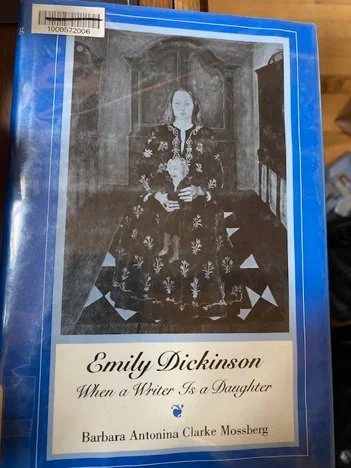 1000572006
Emily Dickinson
When a Writer Is a Daughter
Barbara Antonina Clarke Mossberg